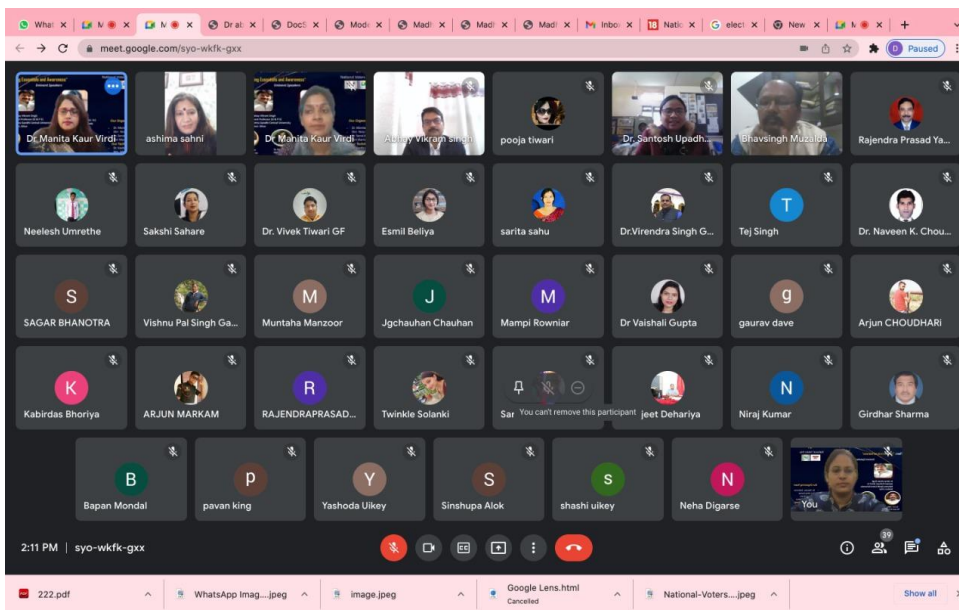 What
M
M
Dr ab
DocS
Mode
Madh
Madh
Madh
Inbo
18 Natic
G elect
New
M
meet.google.com/syo-wkfk-gxx
D Paused
Dr Manita Kaur Virdi
ashima sahni
Dr Manita Kaur Virdi
Abhay Vikram singh
pooja tiwari
Dr. Santosh Upadh...
Bhavsingh Muzalda
Rajendra Prasad Ya...
Neelesh Umrethe
Sakshi Sahare
Dr. Vivek Tiwari GF
Esmil Beliya
sarita sahu
Dr.Virendra Singh G...
T
Tej Singh
Dr. Naveen K. Chou...
S
SAGAR BHANOTRA
Vishnu Pal Singh Ga...
M
Muntaha Manzoor
J
Jgchauhan Chauhan
M
Mampi Rowniar
Dr Vaishali Gupta
g
gaurav dave
Arjun CHOUDHARi
K
Kabirdas Bhoriya
ARJUN MARKAM
R
RAJENDRAPRASAD...
Twinkle Solanki
Sar
You can't remove this participant
jeet Dehariya
N
Niraj Kumar
Girdhar Sharma
B
Bapan Mondal
p
pavan king
Y
Yashoda Uikey
S
Sinshupa Alok
s
shashi uikey
N
Neha Digarse
You
2:11 PM | syo-wkfk-gxx
39
222.pdf
WhatsApp Imag....jpeg
image.jpeg
Google Lens.html
Cancelled
National-Voters....jpeg
Show all